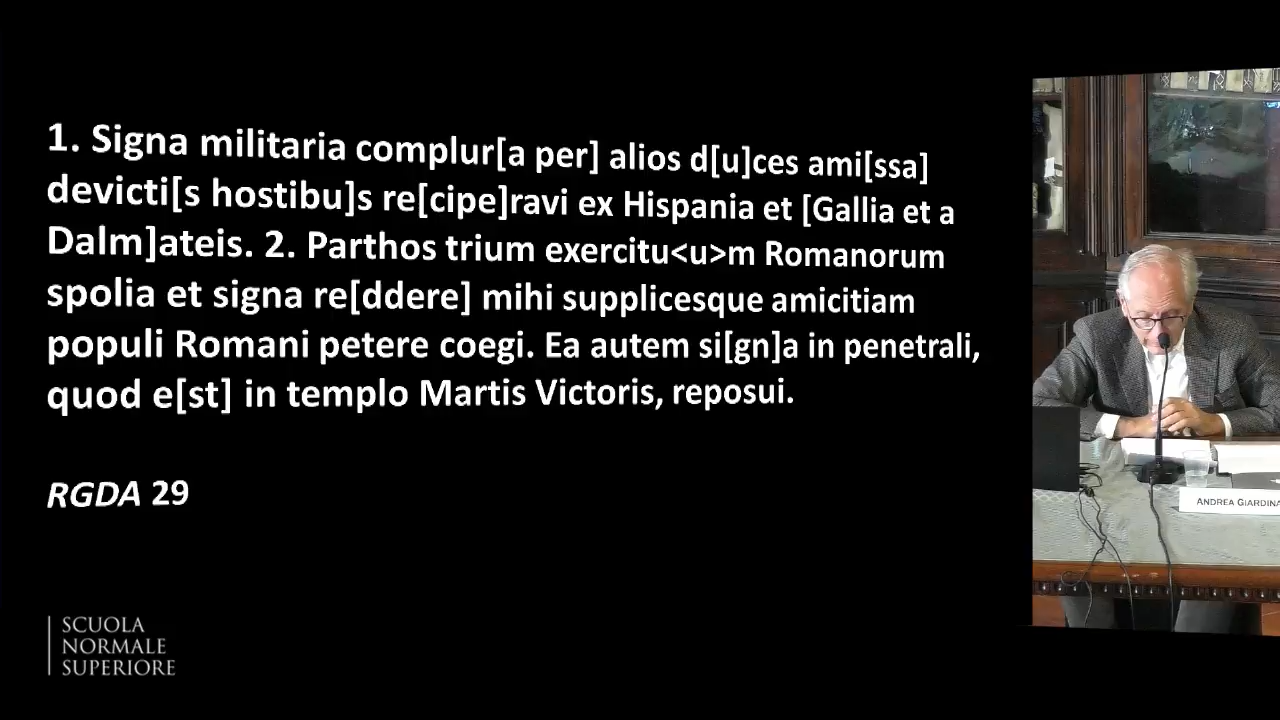 1. Signa militaria complur[a per] alios d[u]ces ami[ssa]
devicti[s hostibu]s re[cipe]ravi ex Hispania et [Gallia et a
Dalm]ateis. 2. Parthos trium exercitu<u>m Romanorum
spolia et signa re[ddere] mihi supplicesque amicitiam
populi Romani petere coegi. Ea autem si[gn]a in penetrali,
quod e[st] in templo Martis Victoris, reposui.
RGDA 29
SCUOLA
NORMALE
SUPERIORE
ANDREA GIARDINA